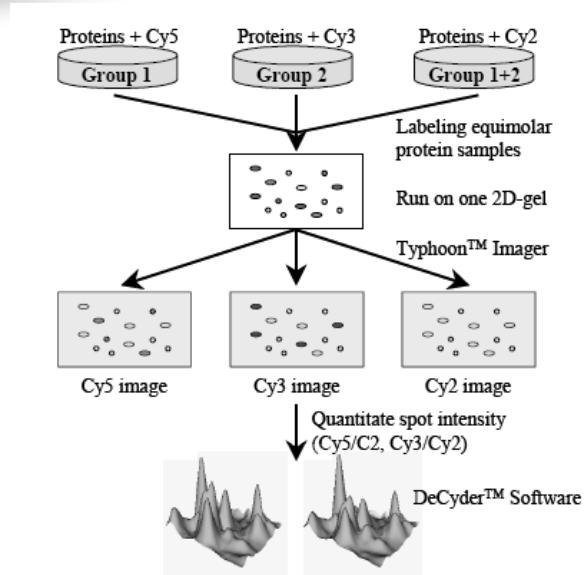 Proteins + Cy5
Proteins + Cy3
Proteins + Cy2
Group 1
Group 2
Group 1+2
Labeling equimolar
protein samples
Run on one 2D-gel
Typhoon™ Imager
Cy5 image
Cy3 image
Cy2 image
Quantitate spot intensity
(Cy5/C2, Cy3/Cy2)
DeCyder™ Software